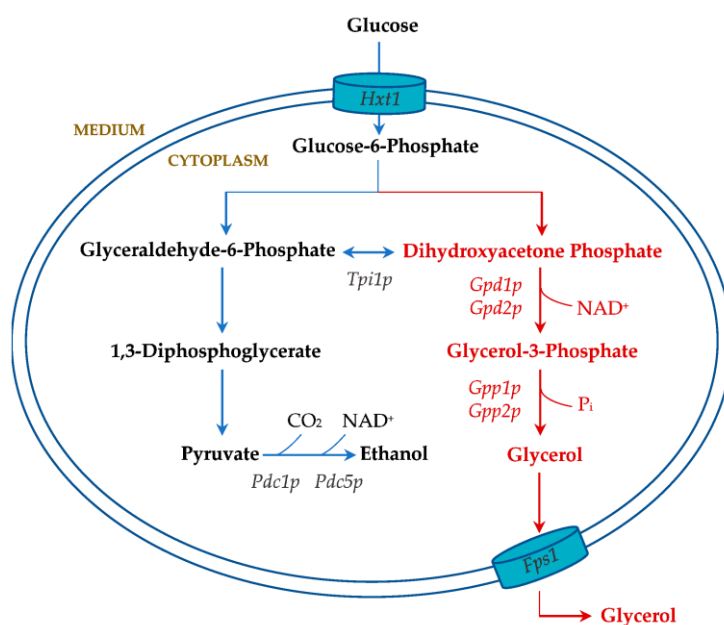 Glucose
Hxt1
MEDIUM
CYTOPLASM
Glucose-6-Phosphate
Glyceraldehyde-6-Phosphate
Dihydroxyacetone Phosphate
Tpi1p
Gpd1p
Gpd2p
NAD⁺
1,3-Diphosphoglycerate
Glycerol-3-Phosphate
Gpp1p
Gpp2p
Pᵢ
CO₂
NAD⁺
Pyruvate
Ethanol
Glycerol
Pdc1p
Pdc5p
Fps1
Glycerol